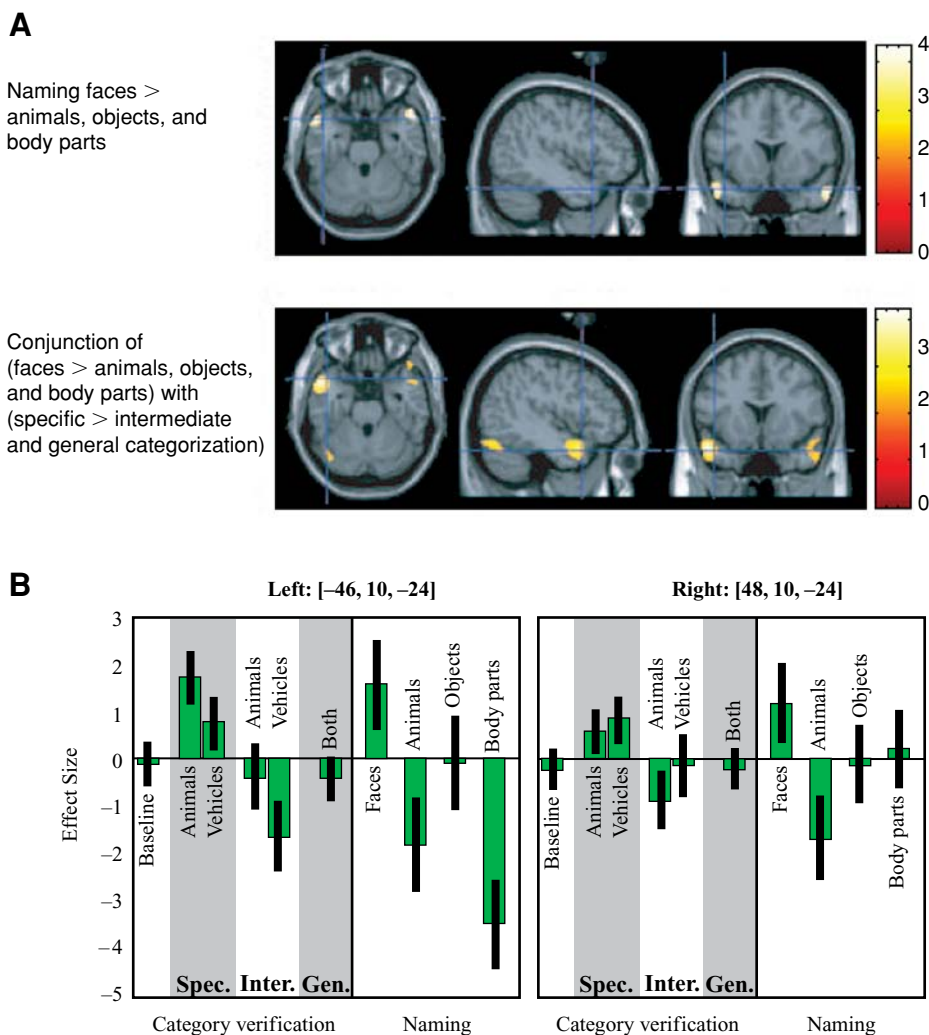 A
Naming faces >
animals, objects, and
body parts
4
3
2
1
0
Conjunction of
(faces > animals, objects,
and body parts) with
(specific > intermediate
and general categorization)
3
2
1
0
B
Left: [–46, 10, –24]
Right: [48, 10, –24]
Effect Size
3
2
1
0
–1
–2
–3
–4
–5
Baseline
Animals
Vehicles
Animals
Vehicles
Both
Faces
Animals
Objects
Body parts
Spec.
Inter.
Gen.
Category verification
Naming
Baseline
Animals
Vehicles
Animals
Vehicles
Both
Faces
Animals
Objects
Body parts
Spec.
Inter.
Gen.
Category verification
Naming